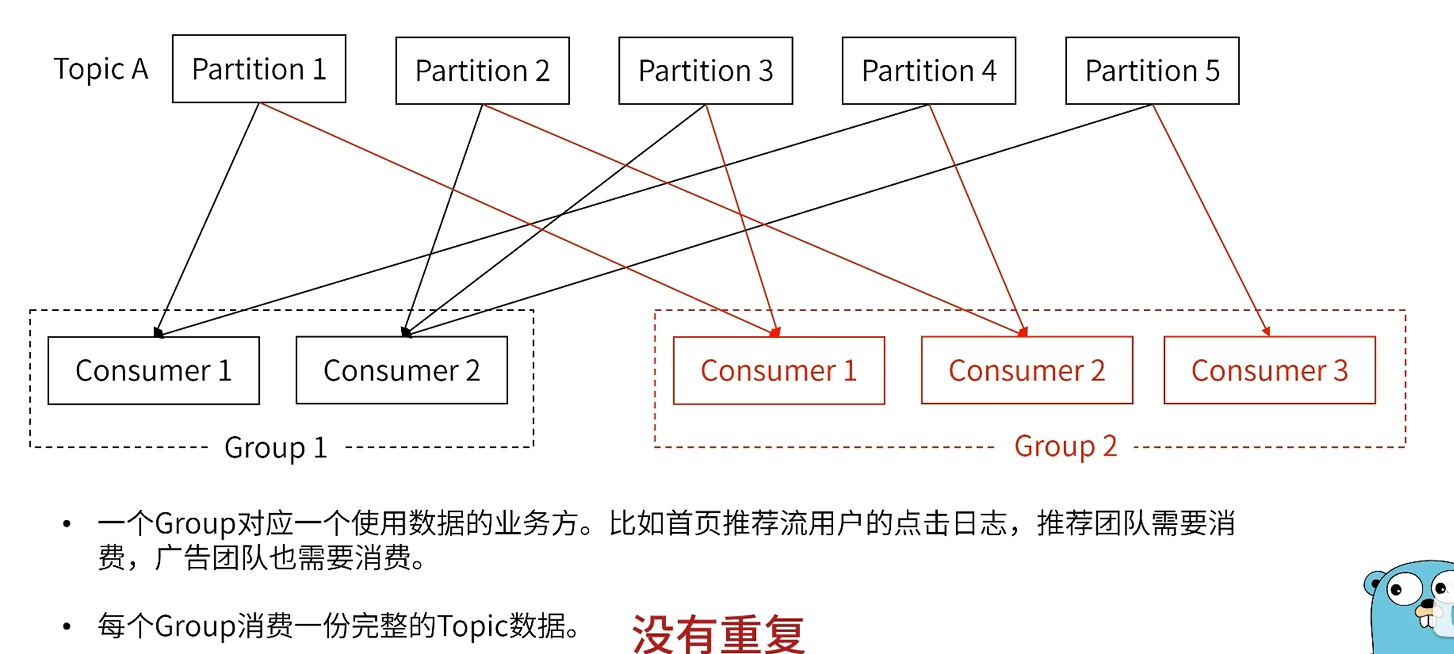 Topic A Partition 1 Partition 2 Partition 3 Partition 4 Partition 5
Consumer 1 Consumer 2 Consumer 1 Consumer 2 Consumer 3
Group 1 Group 2
• 一个Group对应一个使用数据的业务方。比如首页推荐流用户的点击日志，推荐团队需要消
费，广告团队也需要消费。
• 每个Group消费一份完整的Topic数据。 没有重复